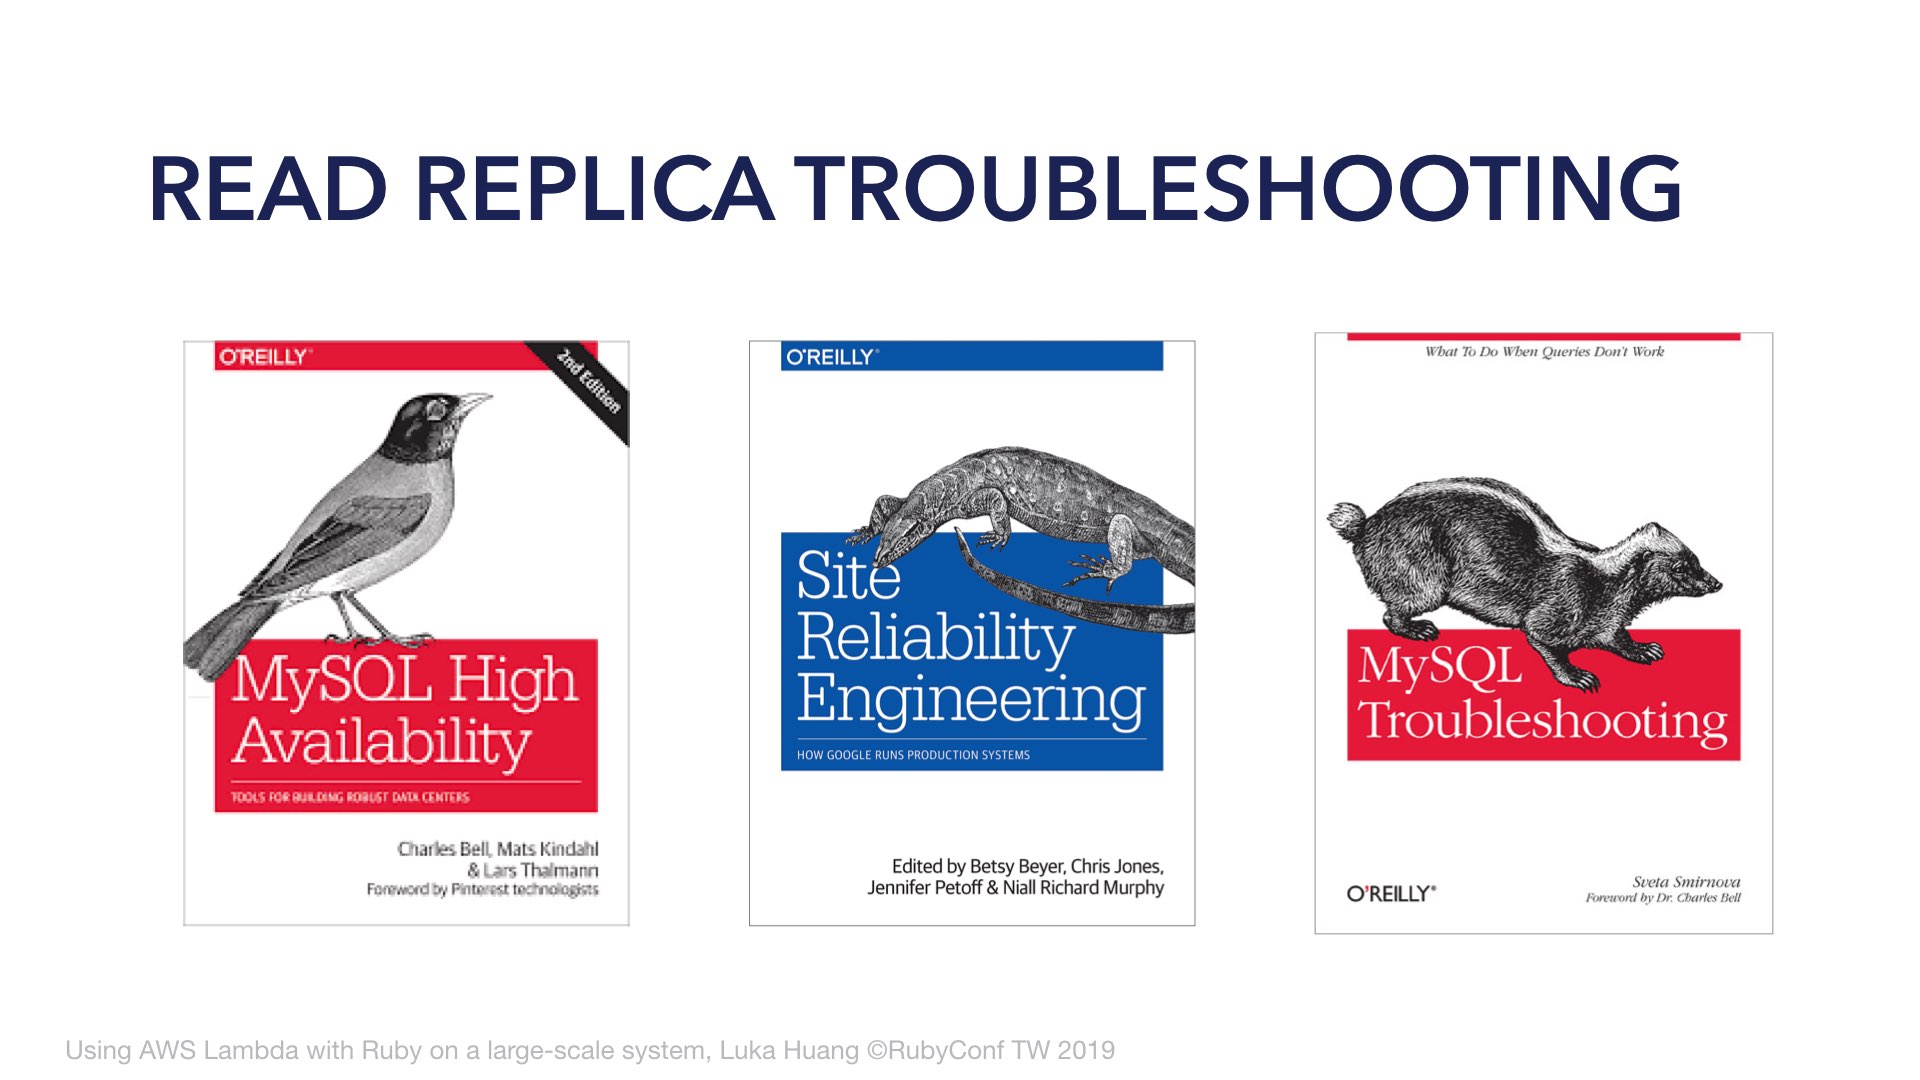 READ REPLICA TROUBLESHOOTING
O'REILLY™
2nd Edition
MySQL High
Availability
TOOLS FOR BUILDING ROBUST DATA CENTERS
Charles Bell, Mats Kindahl
& Lars Thalmann
Foreword by Pinterest technologists
O'REILLY®
Site
Reliability
Engineering
HOW GOOGLE RUNS PRODUCTION SYSTEMS
Edited by Betsy Beyer, Chris Jones,
Jennifer Petoff & Niall Richard Murphy
What To Do When Queries Don't Work
MySQL
Troubleshooting
O'REILLY®
Sveta Smirnova
Foreword by Dr. Charles Bell
Using AWS Lambda with Ruby on a large-scale system, Luka Huang ©RubyConf TW 2019